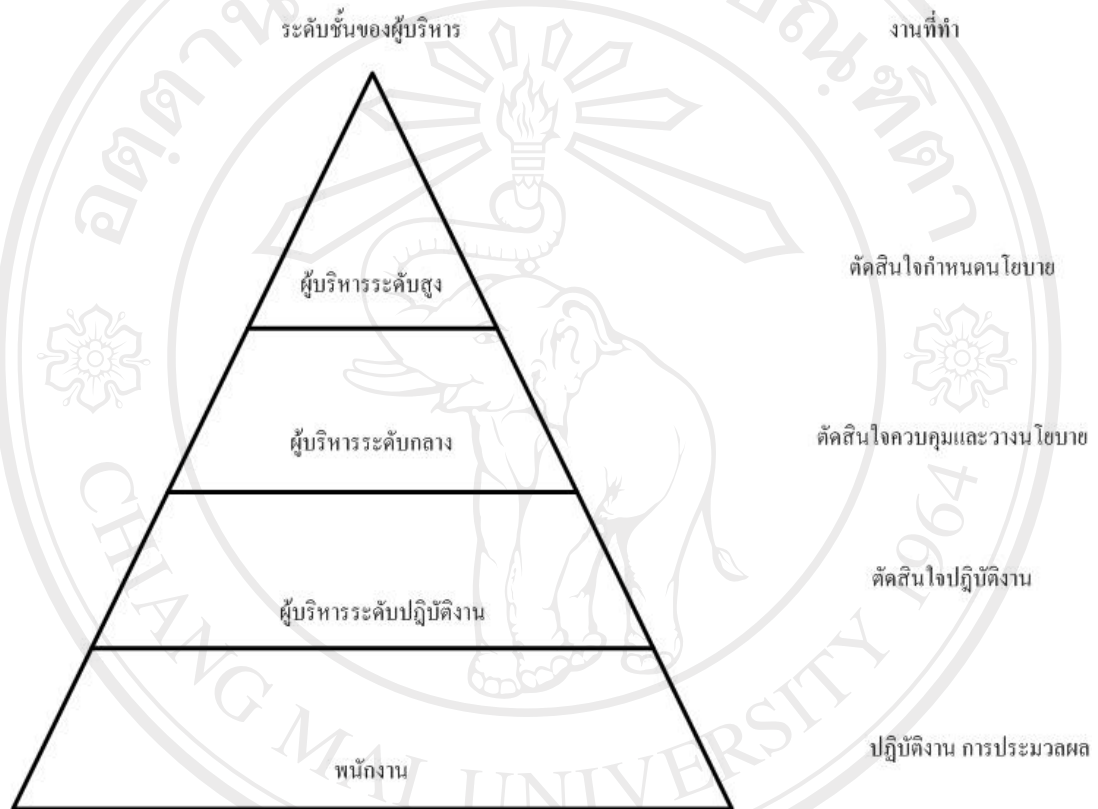 ระดับชั้นของผู้บริหาร งานที่ทำ
ผู้บริหารระดับสูง ตัดสินใจกำหนดนโยบาย
ผู้บริหารระดับกลาง ตัดสินใจควบคุมและวางนโยบาย
ผู้บริหารระดับปฎิบัติงาน ตัดสินใจปฎิบัติงาน
พนักงาน ปฎิบัติงาน การประมวลผล
CHIANG MAI UNIVERSITY 1964